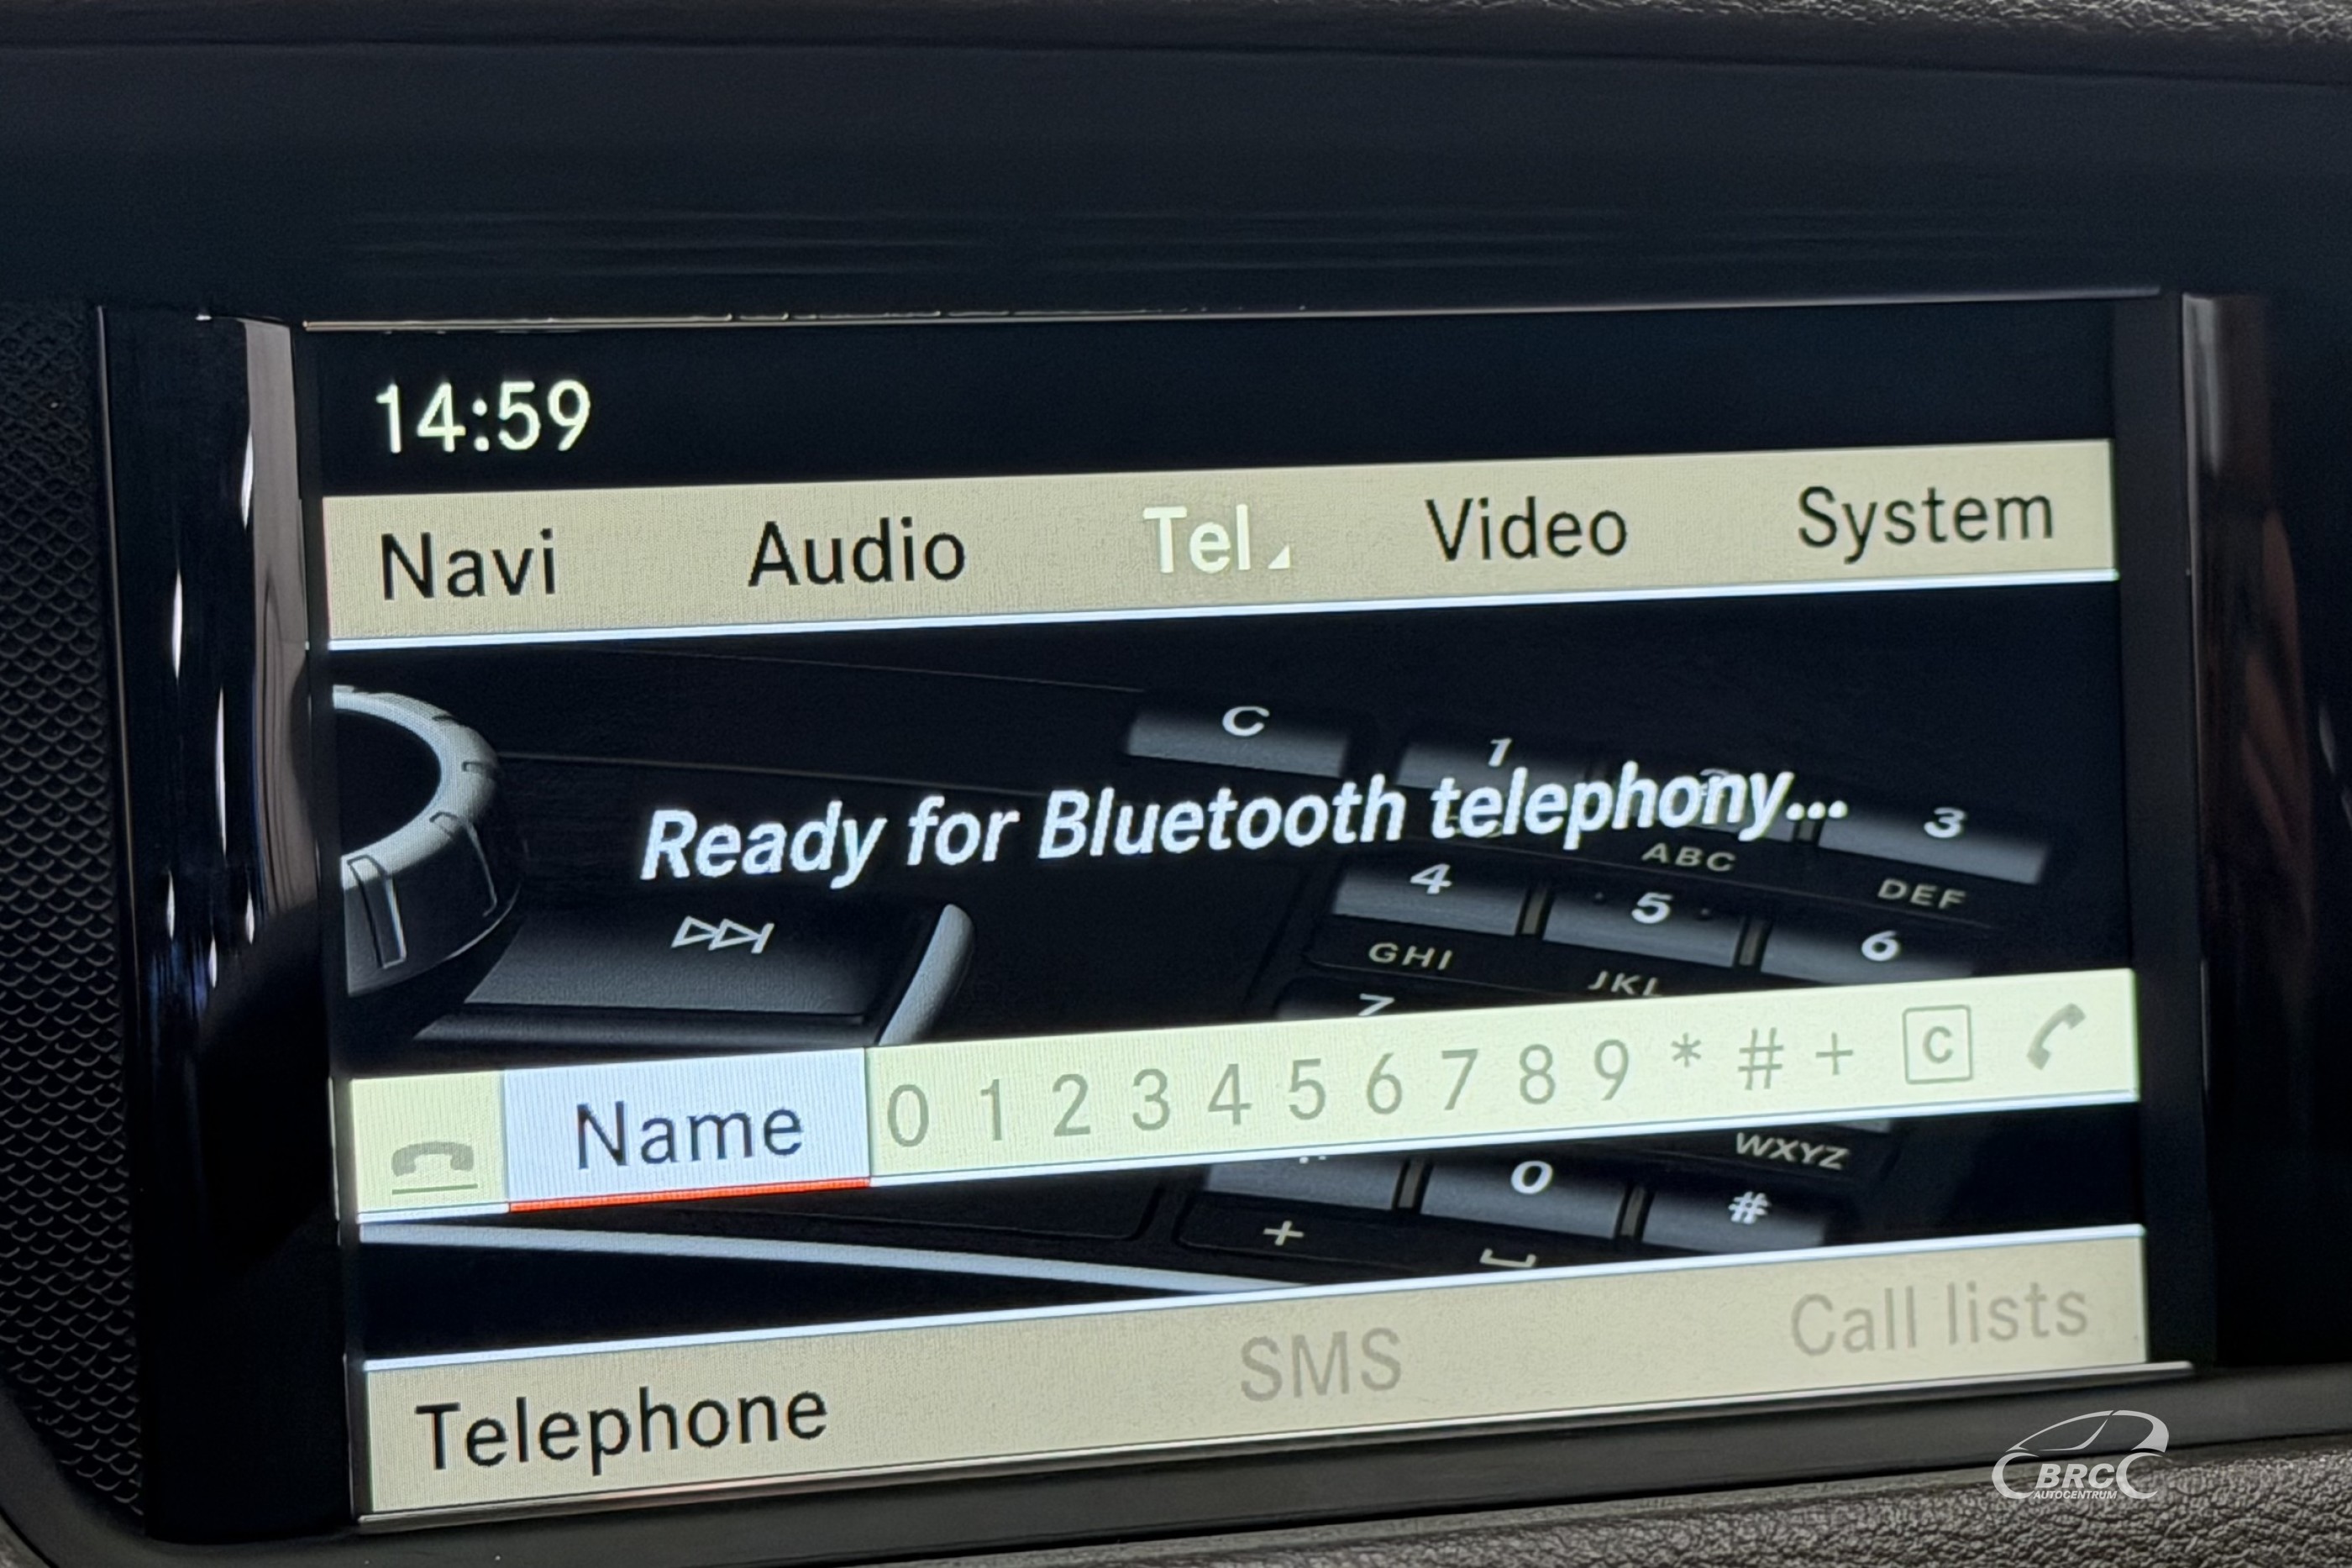 14:59
Navi Audio Tel Video System
C 1 3
Ready for Bluetooth telephony...
ABC DEF
4 5 6
GHI JKL
7
Name 0 1 2 3 4 5 6 7 8 9 * # + C
WXYZ
0 #
+
Telephone SMS Call lists
BRC
AUTOCENTRUM